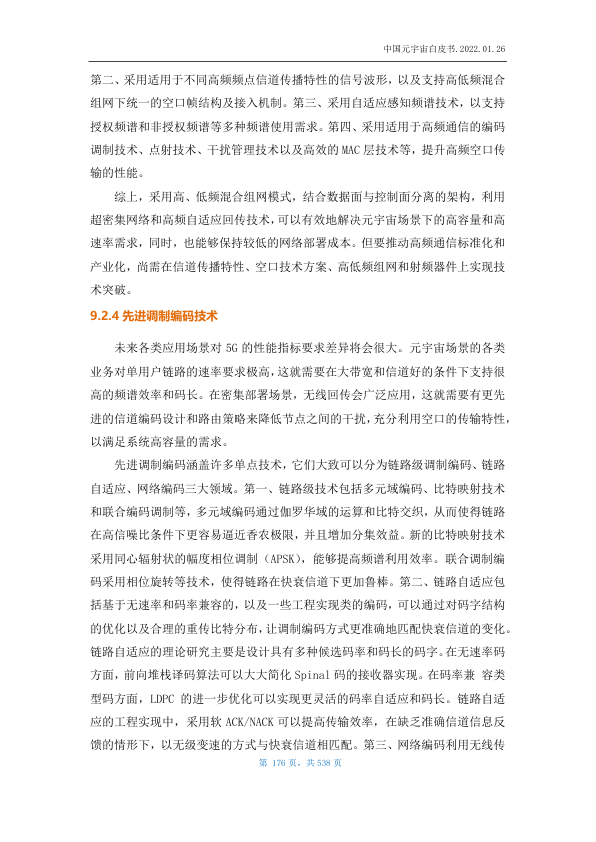 中国元宇宙白皮书.2022.01.26
第二、采用适用于不同高频频点信道传播特性的信号波形，以及支持高低频混合
组网下统一的空口帧结构及接入机制。第三、采用自适应感知频谱技术，以支持
授权频谱和非授权频谱等多种频谱使用需求。第四、采用适用于高频通信的编码
调制技术、点射技术、干扰管理技术以及高效的 MAC 层技术等，提升高频空口传
输的性能。
综上，采用高、低频混合组网模式，结合数据面与控制面分离的架构，利用
超密集网络和高频自适应回传技术，可以有效地解决元宇宙场景下的高容量和高
速率需求，同时，也能够保持较低的网络部署成本。但要推动高频通信标准化和
产业化，尚需在信道传播特性、空口技术方案、高低频组网和射频器件上实现技
术突破。
9.2.4 先进调制编码技术
未来各类应用场景对 5G 的性能指标要求差异将会很大。元宇宙场景的各类
业务对单用户链路的速率要求极高，这就需要在大带宽和信道好的条件下支持很
高的频谱效率和码长。在密集部署场景，无线回传会广泛应用，这就需要有更先
进的信道编码设计和路由策略来降低节点之间的干扰，充分利用空口的传输特性，
以满足系统高容量的需求。
先进调制编码涵盖许多单点技术，它们大致可以分为链路级调制编码、链路
自适应、网络编码三大领域。第一、链路级技术包括多元域编码、比特映射技术
和联合编码调制等，多元域编码通过伽罗华域的运算和比特交织，从而使得链路
在高信噪比条件下更容易逼近香农极限，并且增加分集效益。新的比特映射技术
采用同心辐射状的幅度相位调制（APSK），能够提高频谱利用效率。联合调制编
码采用相位旋转等技术，使得链路在快衰信道下更加鲁棒。第二、链路自适应包
括基于无速率和码率兼容的，以及一些工程实现类的编码，可以通过对码字结构
的优化以及合理的重传比特分布，让调制编码方式更准确地匹配快衰信道的变化。
链路自适应的理论研究主要是设计具有多种候选码率和码长的码字。在无速率码
方面，前向堆栈译码算法可以大大简化 Spinal 码的接收器实现。在码率兼 容类
型码方面，LDPC 的进一步优化可以实现更灵活的码率自适应和码长。链路自适
应的工程实现中，采用软 ACK/NACK 可以提高传输效率，在缺乏准确信道信息反
馈的情形下，以无级变速的方式与快衰信道相匹配。第三、网络编码利用无线传
第 176 页，共 538 页